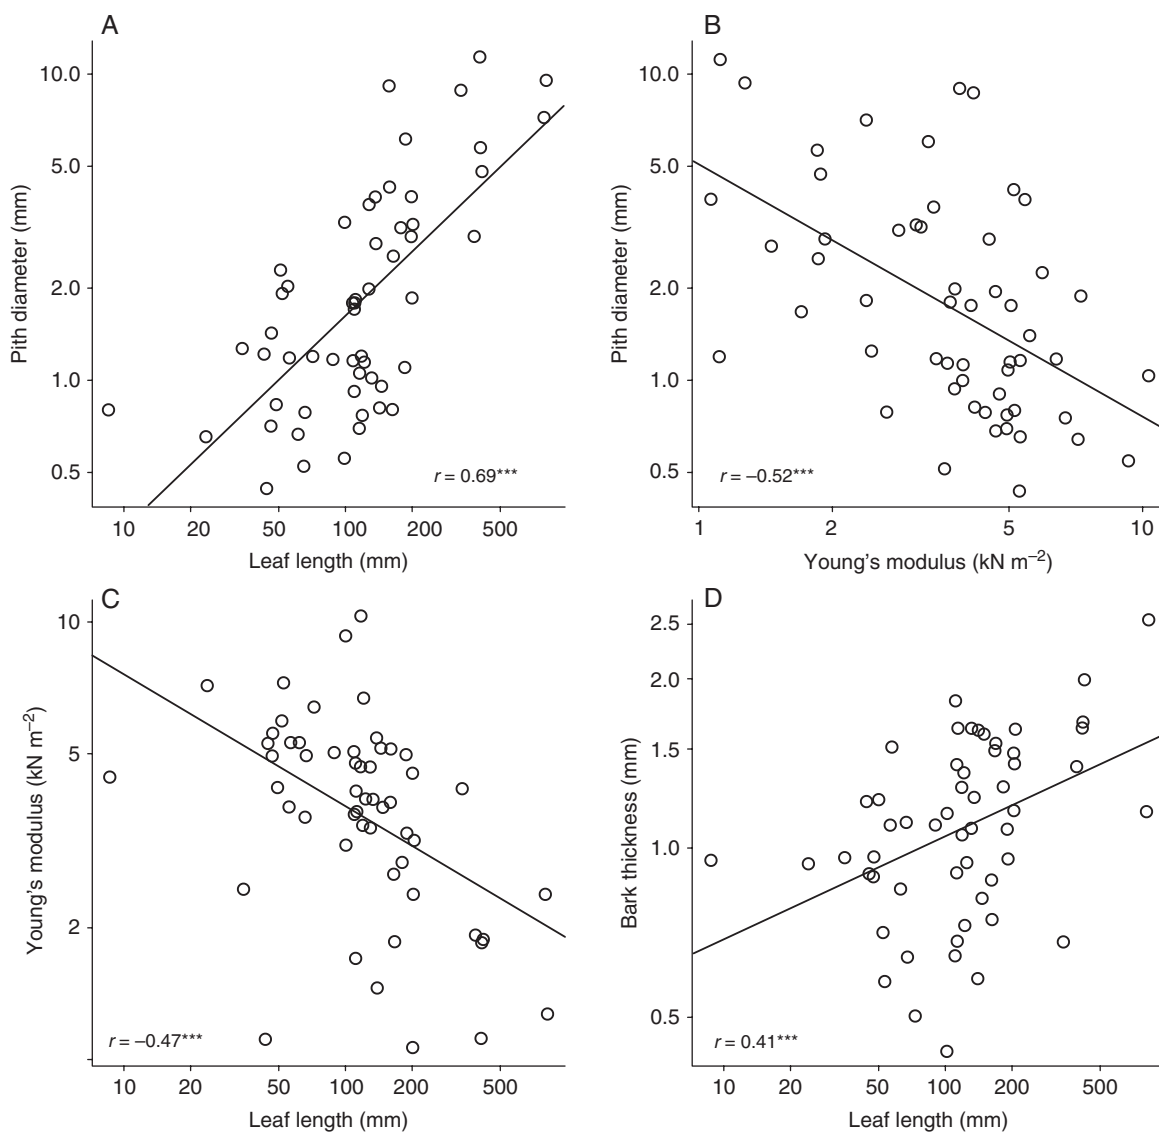 A
Pith diameter (mm)
10.0
5.0
2.0
1.0
0.5
r = 0.69***
10 20 50 100 200 500
Leaf length (mm)
B
Pith diameter (mm)
10.0
5.0
2.0
1.0
0.5
r = –0.52***
1 2 5 10
Young’s modulus (kN m–2)
C
Young’s modulus (kN m–2)
10
5
2
r = –0.47***
10 20 50 100 200 500
Leaf length (mm)
D
Bark thickness (mm)
2.5
2.0
1.5
1.0
0.5
r = 0.41***
10 20 50 100 200 500
Leaf length (mm)